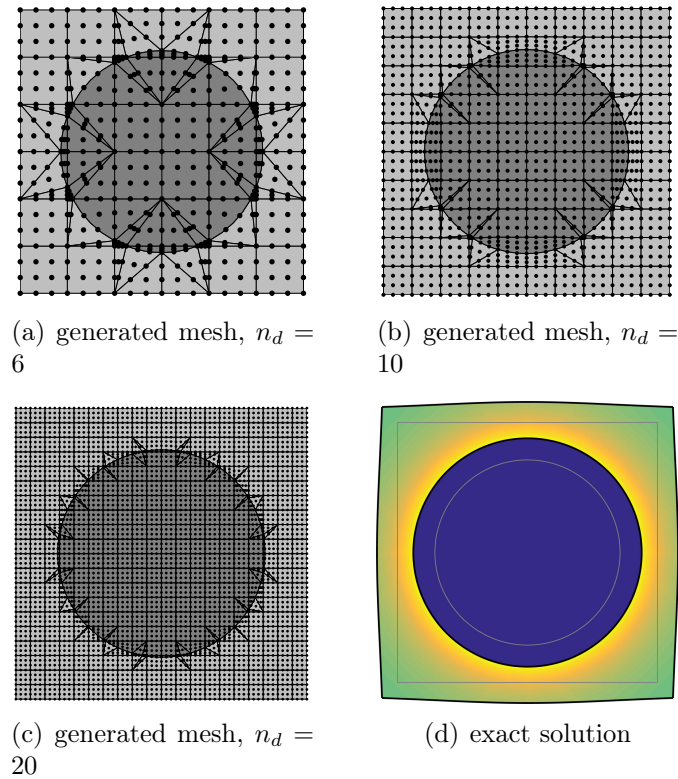 (a) generated mesh, n_d =
6
(b) generated mesh, n_d =
10
(c) generated mesh, n_d =
20
(d) exact solution